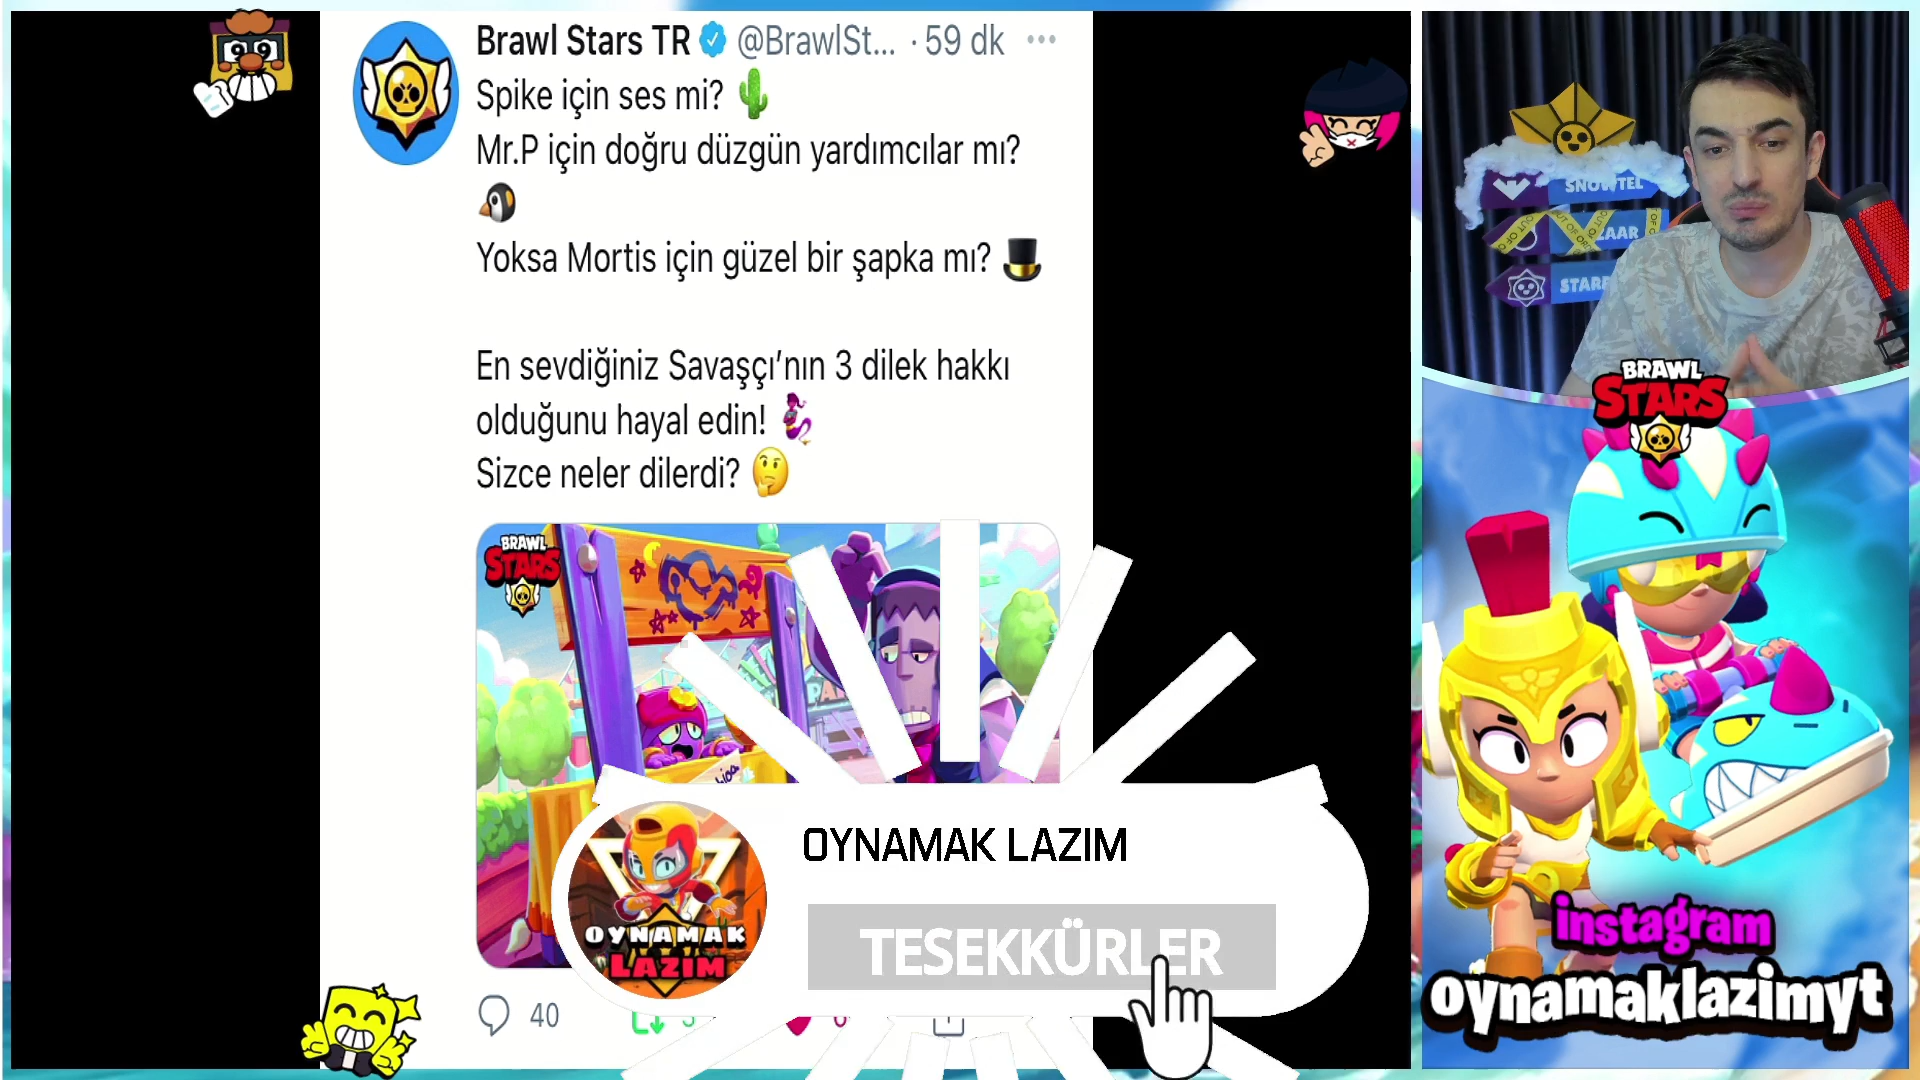 Brawl Stars TR @BrawlSt... · 59 dk
Spike için ses mi? 🌵
Mr.P için doğru düzgün yardımcılar mı?
🐧
Yoksa Mortis için güzel bir şapka mı? 🎩
En sevdiğiniz Savaşçı’nın 3 dilek hakkı
olduğunu hayal edin! 🧞‍♀️
Sizce neler dilerdi? 🤔
BRAWL
STARS
OYNAMAK LAZIM
TESEKKÜRLER
OYNAMAK
LAZIM
40
SNOWTEL
ZAAR
BRAWL
STARS
instagram
oynamaklazimyt